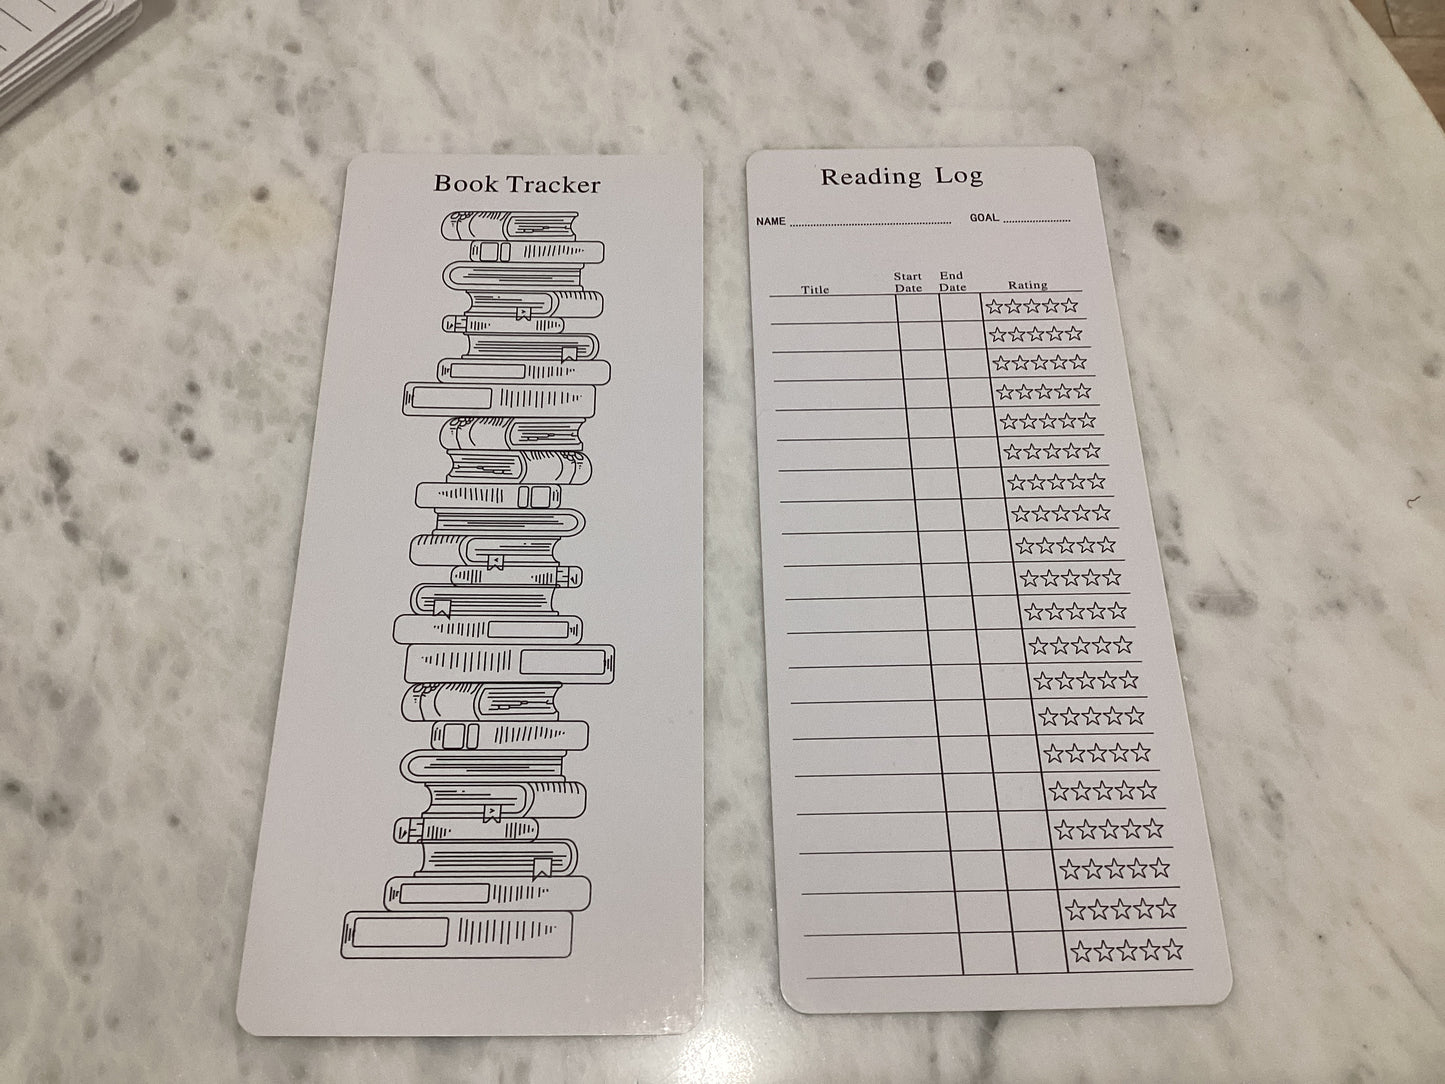 Book Tracker
Reading Log
NAME GOAL
Title Start Date End Date Rating